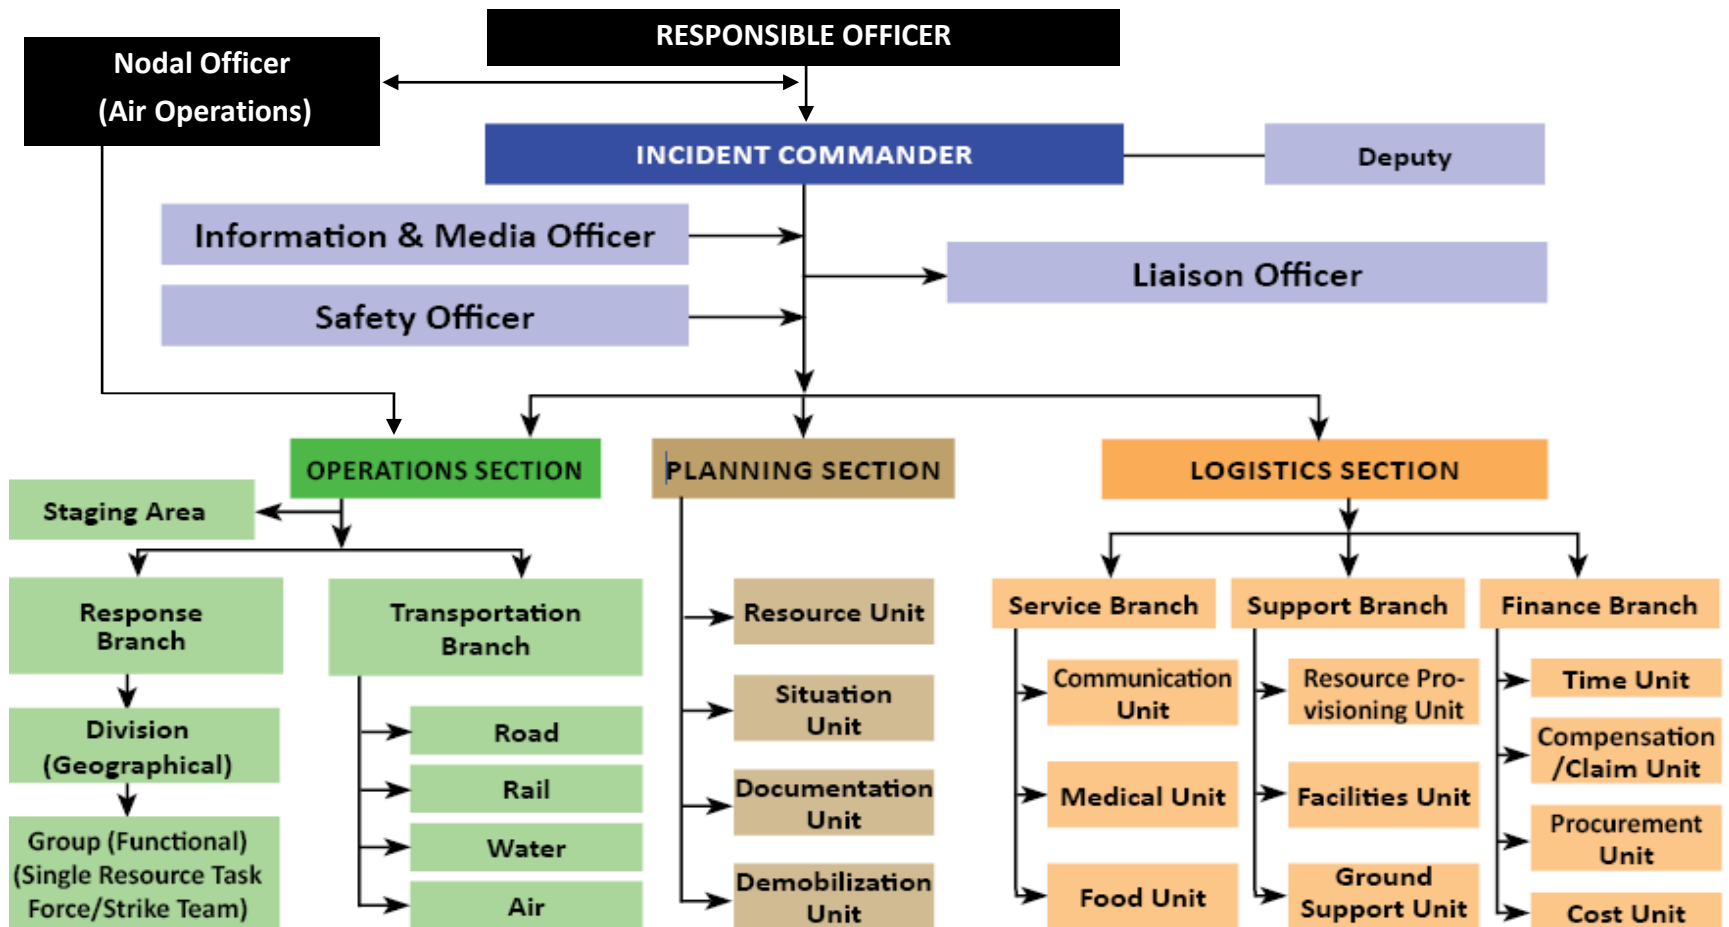 RESPONSIBLE OFFICER
Nodal Officer
(Air Operations)
INCIDENT COMMANDER
Deputy
Information & Media Officer
Liaison Officer
Safety Officer
OPERATIONS SECTION
PLANNING SECTION
LOGISTICS SECTION
Staging Area
Response
Branch
Transportation
Branch
Division
(Geographical)
Group (Functional)
(Single Resource Task
Force/Strike Team)
Road
Rail
Water
Air
Resource Unit
Situation
Unit
Documentation
Unit
Demobilization
Unit
Service Branch
Communication
Unit
Medical Unit
Food Unit
Support Branch
Resource Pro-
visioning Unit
Facilities Unit
Ground
Support Unit
Finance Branch
Time Unit
Compensation
/Claim Unit
Procurement
Unit
Cost Unit